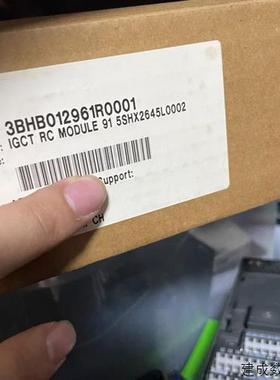 3BHB012961R0001
: IGCT RC MODULE 91 5SHX2645L0002
Support:
CH
建成